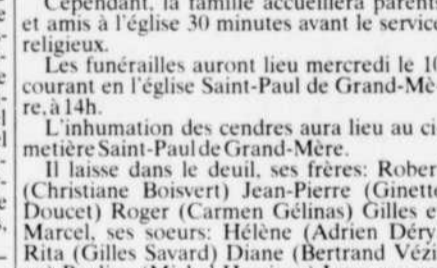 Cependant, la famille accueillera parents
et amis à l'église 30 minutes avant le service
religieux.
Les funérailles auront lieu mercredi le 10
courant en l'église Saint-Paul de Grand-Mè-
re, à 14h.
L'inhumation des cendres aura lieu au ci-
metière Saint-Paul de Grand-Mère.
Il laisse dans le deuil, ses frères: Rober
(Christiane Boisvert) Jean-Pierre (Ginette
Doucet) Roger (Carmen Gélinas) Gilles e
Marcel, ses soeurs: Hélène (Adrien Déry
Rita (Gilles Savard) Diane (Bertrand Vézi